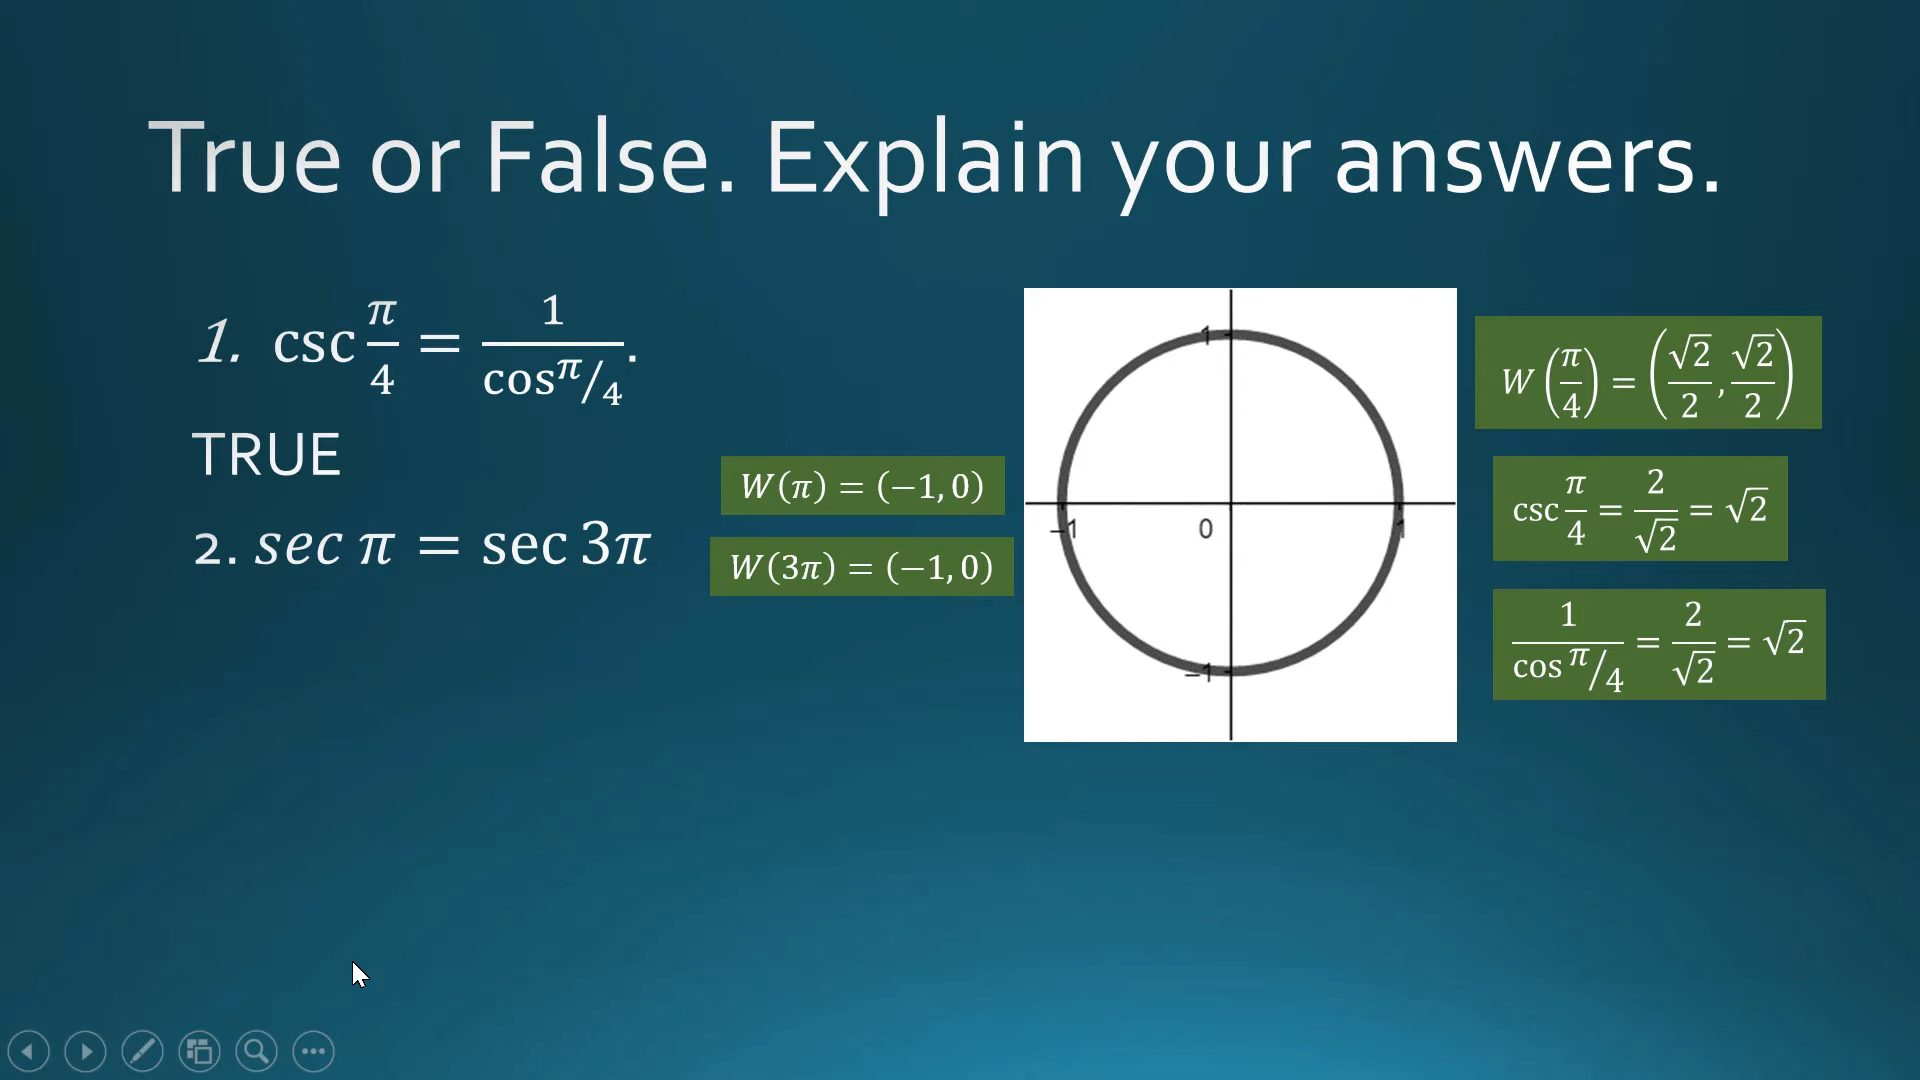 True or False. Explain your answers.
1. csc π/4 = 1/cos π/4.
TRUE
2. sec π = sec 3π
W(π) = (−1, 0)
W(3π) = (−1, 0)
1
−1
0
1
−1
W(π/4) = (√2/2, √2/2)
csc π/4 = 2/√2 = √2
1/cos π/4 = 2/√2 = √2